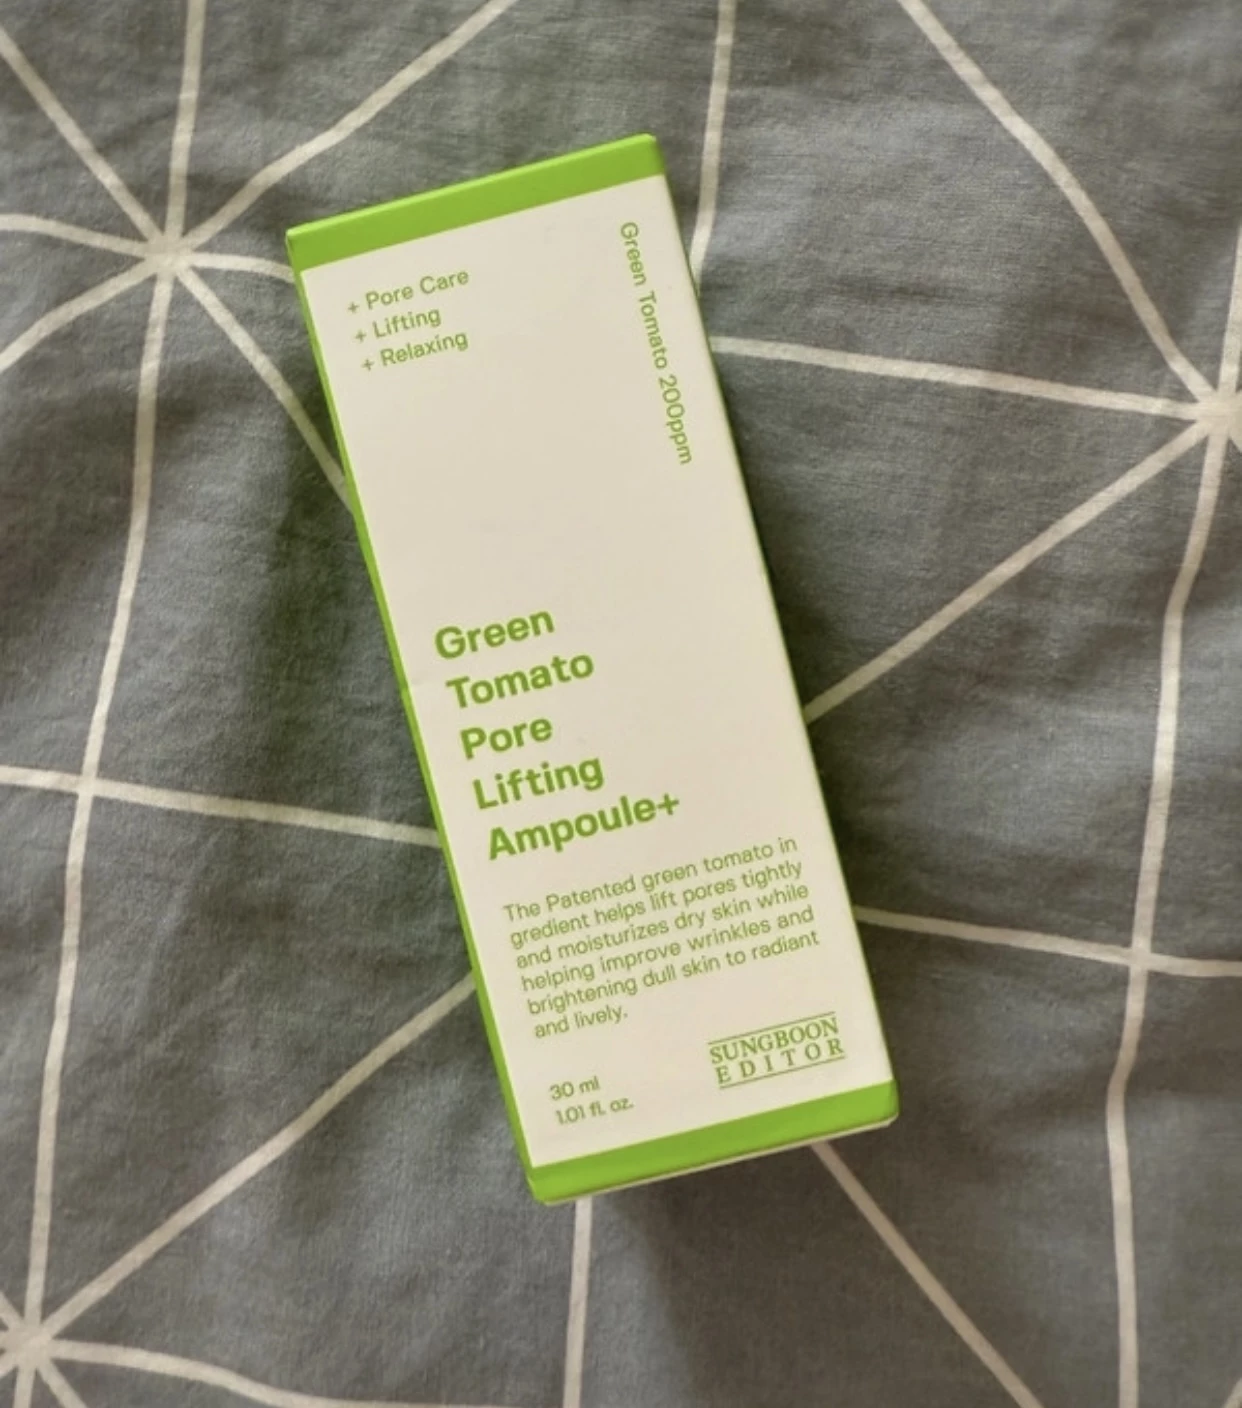 + Pore Care
+ Lifting
+ Relaxing
Green Tomato 200ppm
Green
Tomato
Pore
Lifting
Ampoule+
The Patented green tomato in
gredient helps lift pores tightly
and moisturizes dry skin while
helping improve wrinkles and
brightening dull skin to radiant
and lively.
30 ml
1.01 fl. oz.
SUNGBOON
EDITOR